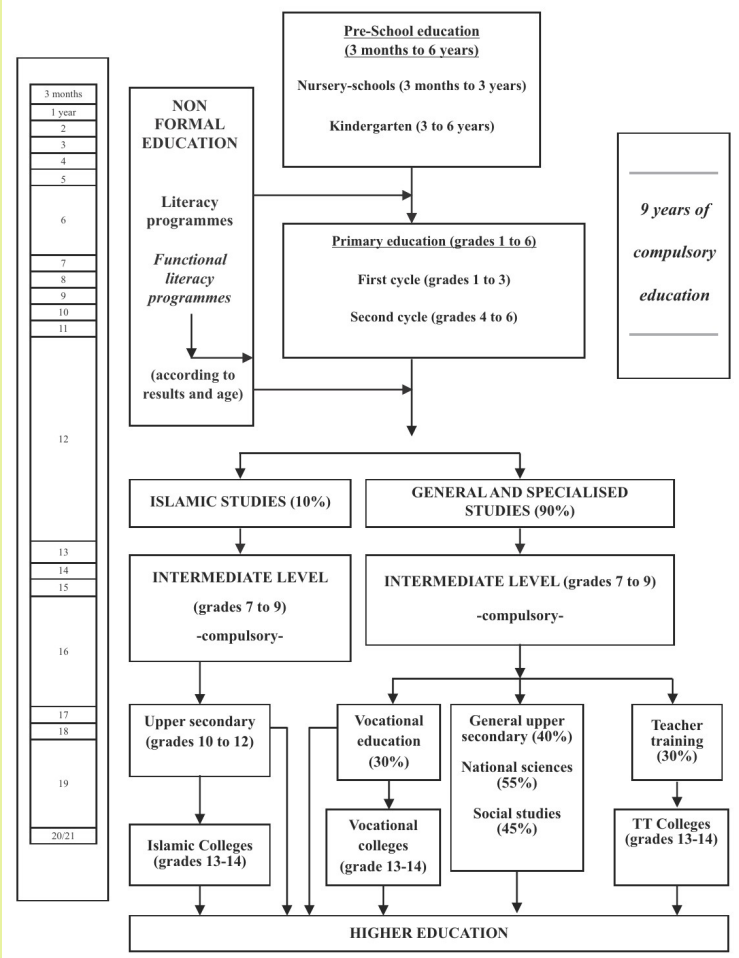 3 months
1 year
2
3
4
5
6
7
8
9
10
11
12
13
14
15
16
17
18
19
20/21
NON
FORMAL
EDUCATION
Literacy
programmes
Functional
literacy
programmes
(according to
results and age)
Pre-School education
(3 months to 6 years)
Nursery-schools (3 months to 3 years)
Kindergarten (3 to 6 years)
Primary education (grades 1 to 6)
First cycle (grades 1 to 3)
Second cycle (grades 4 to 6)
9 years of
compulsory
education
ISLAMIC STUDIES (10%)
GENERAL AND SPECIALISED
STUDIES (90%)
INTERMEDIATE LEVEL
(grades 7 to 9)
-compulsory-
INTERMEDIATE LEVEL (grades 7 to 9)
-compulsory-
Upper secondary
(grades 10 to 12)
Islamic Colleges
(grades 13-14)
Vocational
education
(30%)
Vocational
colleges
(grade 13-14)
General upper
secondary (40%)
National sciences
(55%)
Social studies
(45%)
Teacher
training
(30%)
TT Colleges
(grades 13-14)
HIGHER EDUCATION